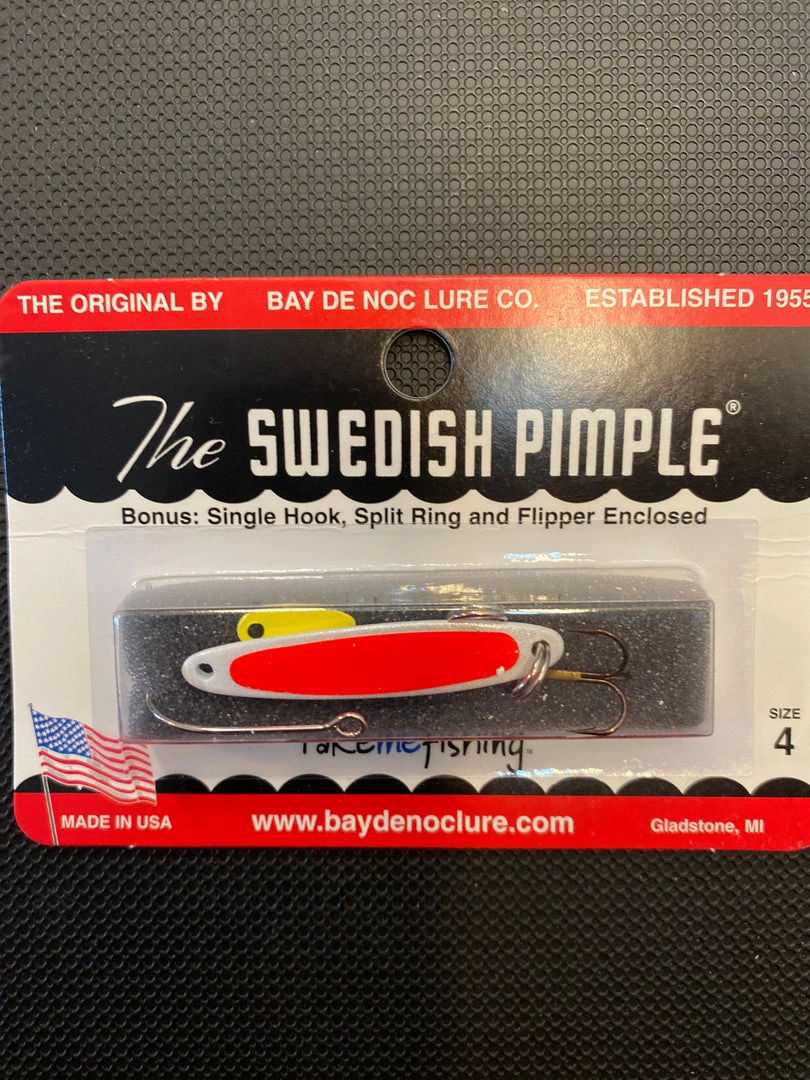 THE ORIGINAL BY BAY DE NOC LURE CO. ESTABLISHED 1955
The SWEDISH PIMPLE®
Bonus: Single Hook, Split Ring and Flipper Enclosed
SIZE
4
Takemefishing™
MADE IN USA www.baydenoclure.com Gladstone, MI